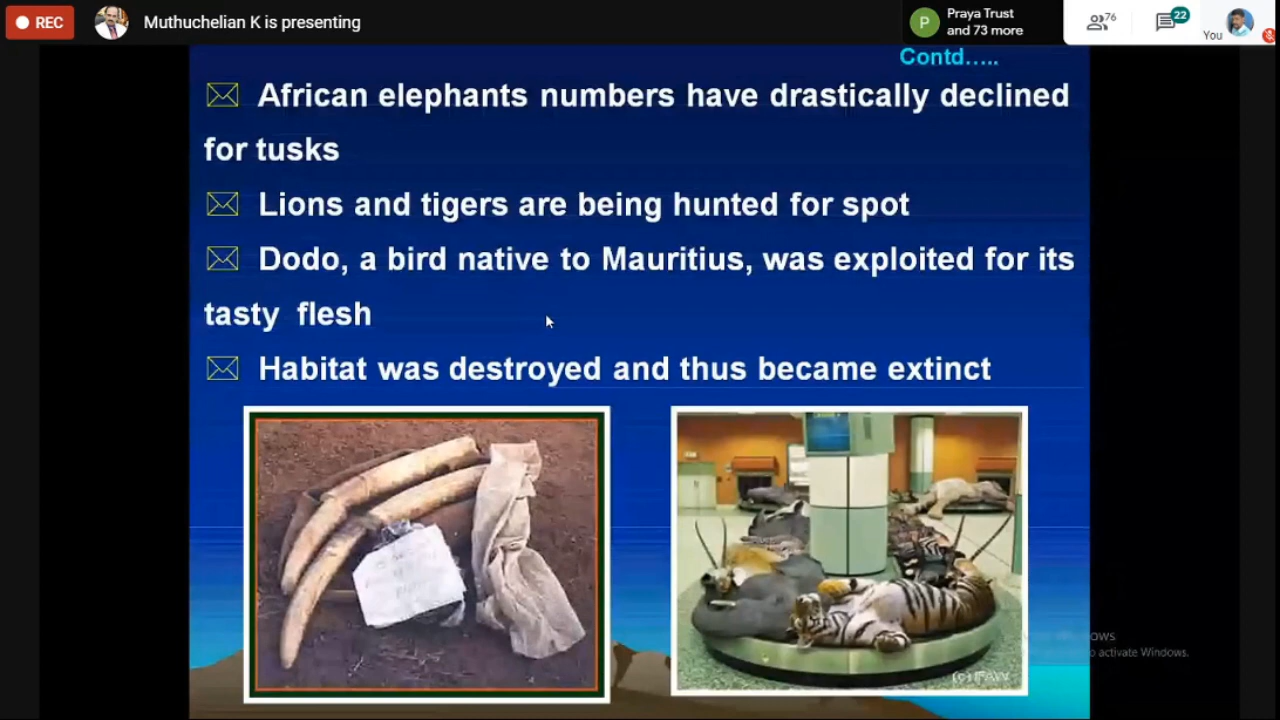 REC
Muthuchelian K is presenting
P
Praya Trust
and 73 more
76
22
You
Contd.....
African elephants numbers have drastically declined
for tusks
Lions and tigers are being hunted for spot
Dodo, a bird native to Mauritius, was exploited for its
tasty flesh
Habitat was destroyed and thus became extinct
(c) IFAW
to activate Windows.